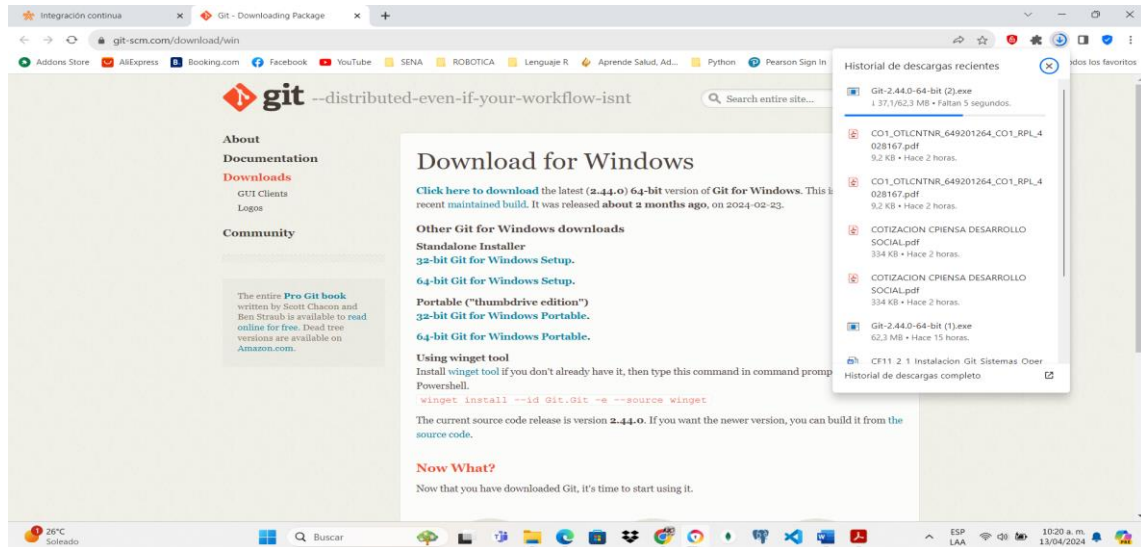 Integración continua
Git - Downloading Package
git-scm.com/download/win
Addons Store
AliExpress
Booking.com
Facebook
YouTube
SENA
ROBOTICA
Lenguaje R
Aprende Salud, Ad...
Python
Pearson Sign In
odos los favoritos
git --distributed-even-if-your-workflow-isnt
Search entire site...
About
Documentation
Downloads
GUI Clients
Logos
Community
The entire Pro Git book
written by Scott Chacon and
Ben Straub is available to read
online for free. Dead tree
versions are available on
Amazon.com.
Download for Windows
Click here to download the latest (2.44.0) 64-bit version of Git for Windows. This i
recent maintained build. It was released about 2 months ago, on 2024-02-23.
Other Git for Windows downloads
Standalone Installer
32-bit Git for Windows Setup.
64-bit Git for Windows Setup.
Portable ("thumbdrive edition")
32-bit Git for Windows Portable.
64-bit Git for Windows Portable.
Using winget tool
Install winget tool if you don't already have it, then type this command in command promp
Powershell.
winget install --id Git.Git -e --source winget
The current source code release is version 2.44.0. If you want the newer version, you can build it from the
source code.
Now What?
Now that you have downloaded Git, it's time to start using it.
Historial de descargas recientes
Git-2.44.0-64-bit (2).exe
↓ 37,1/62,3 MB • Faltan 5 segundos.
CO1_OTLCNTNR_649201264_CO1_RPL_4
028167.pdf
9,2 KB • Hace 2 horas.
CO1_OTLCNTNR_649201264_CO1_RPL_4
028167.pdf
9,2 KB • Hace 2 horas.
COTIZACION CPIENSA DESARROLLO
SOCIAL.pdf
334 KB • Hace 2 horas.
COTIZACION CPIENSA DESARROLLO
SOCIAL.pdf
334 KB • Hace 2 horas.
Git-2.44.0-64-bit (1).exe
62,3 MB • Hace 15 horas.
CF11 2 1 Instalacion Git Sistemas Oper
Historial de descargas completo
1
26°C
Soleado
Buscar
ESP
LAA
10:20 a. m.
13/04/2024